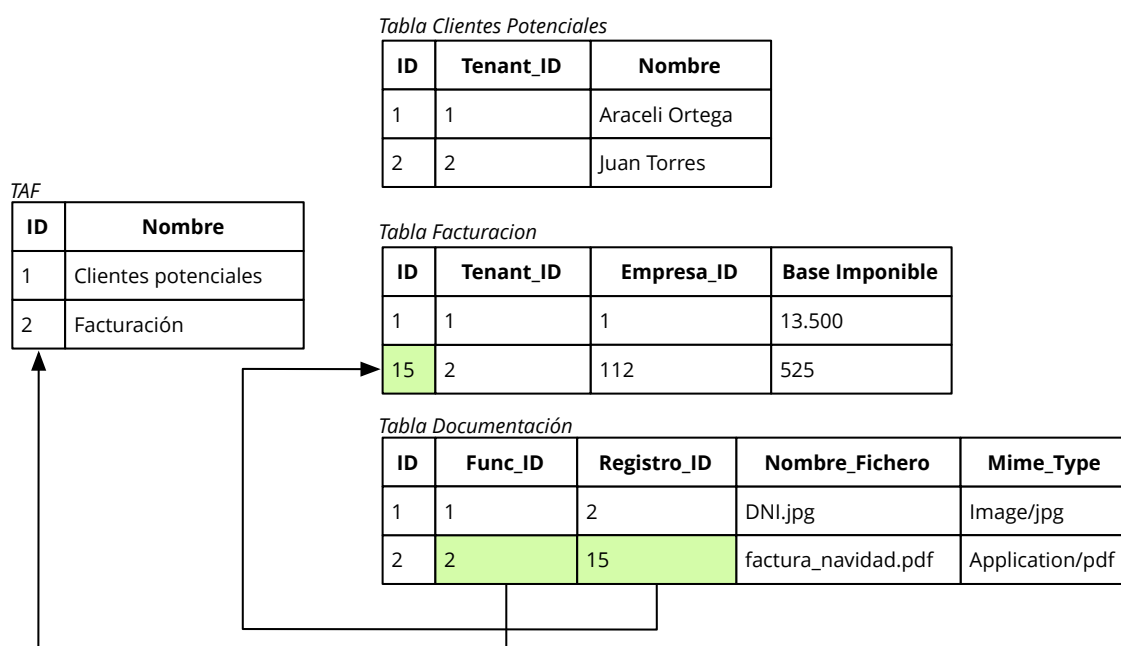 Tabla Clientes Potenciales
ID Tenant_ID Nombre
1 1 Araceli Ortega
2 2 Juan Torres
TAF
ID Nombre
1 Clientes potenciales
2 Facturación
Tabla Facturacion
ID Tenant_ID Empresa_ID Base Imponible
1 1 1 13.500
15 2 112 525
Tabla Documentación
ID Func_ID Registro_ID Nombre_Fichero Mime_Type
1 1 2 DNI.jpg Image/jpg
2 2 15 factura_navidad.pdf Application/pdf